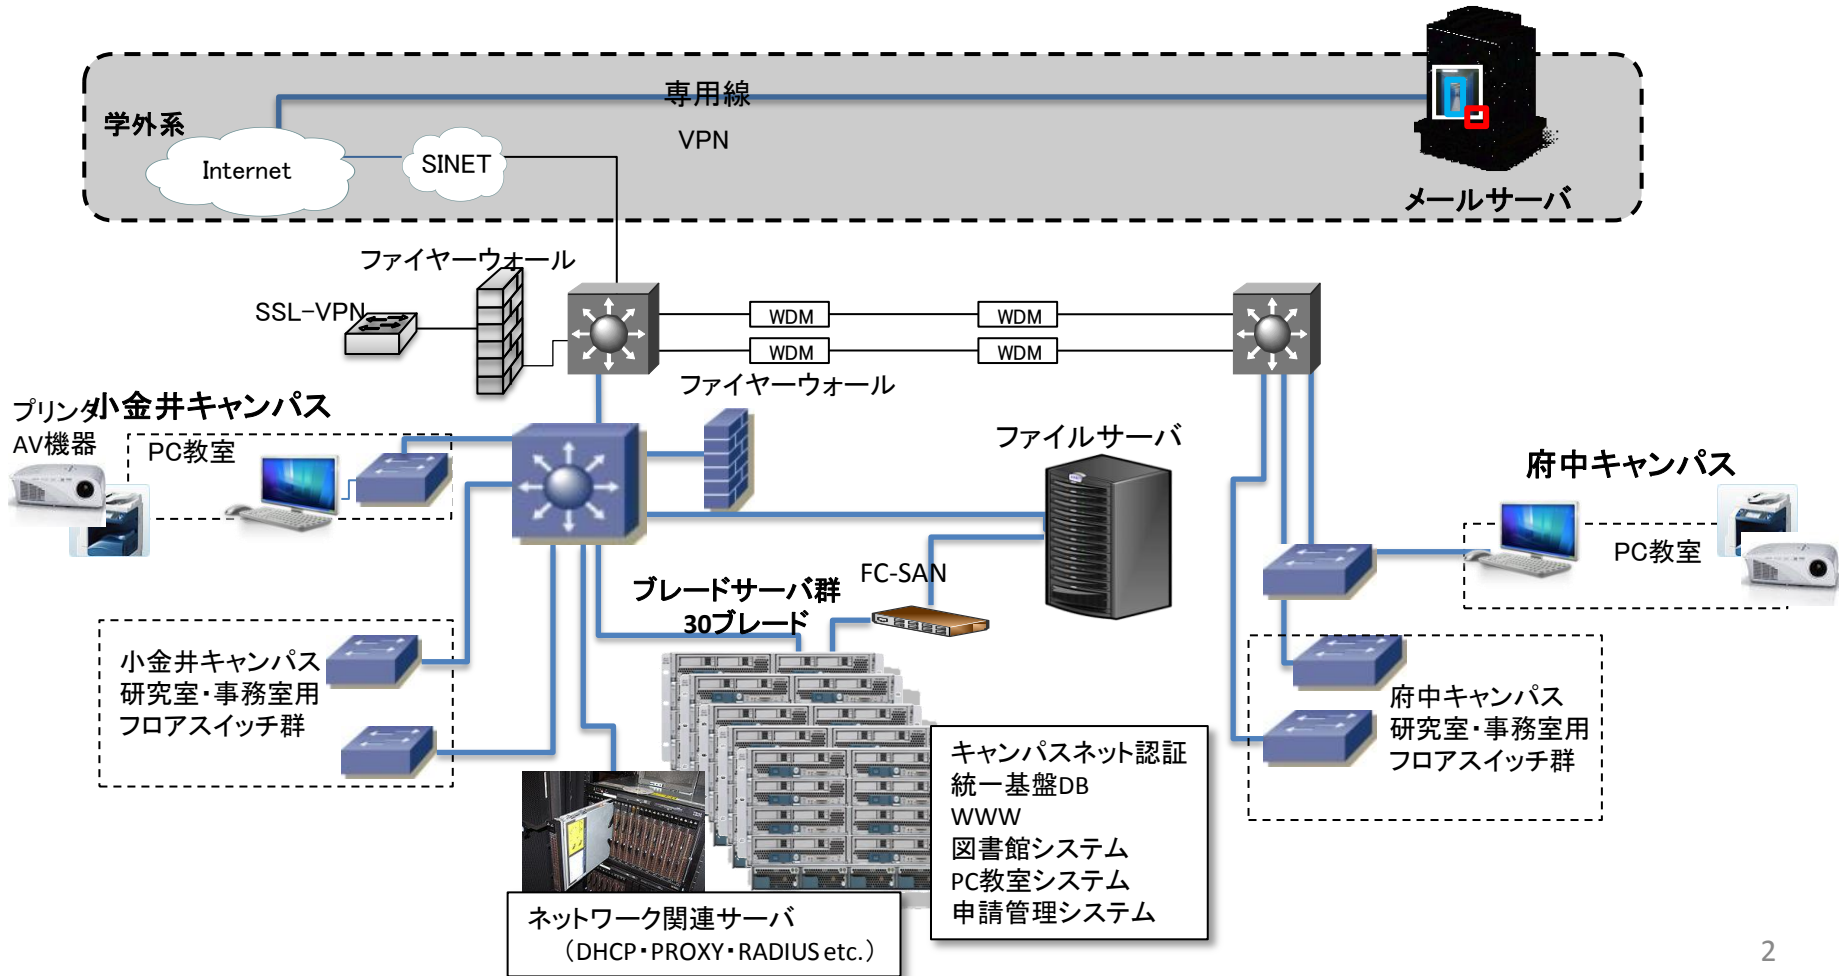 学外系
専用線
VPN
Internet
SINET
メールサーバ
ファイヤーウォール
SSL-VPN
WDM
WDM
WDM
WDM
ファイヤーウォール
プリンタ
AV機器
小金井キャンパス
PC教室
ファイルサーバ
府中キャンパス
PC教室
FC-SAN
ブレードサーバ群
30ブレード
小金井キャンパス
研究室・事務室用
フロアスイッチ群
府中キャンパス
研究室・事務室用
フロアスイッチ群
キャンパスネット認証
統一基盤DB
WWW
図書館システム
PC教室システム
申請管理システム
ネットワーク関連サーバ
（DHCP・PROXY・RADIUS etc.）
2